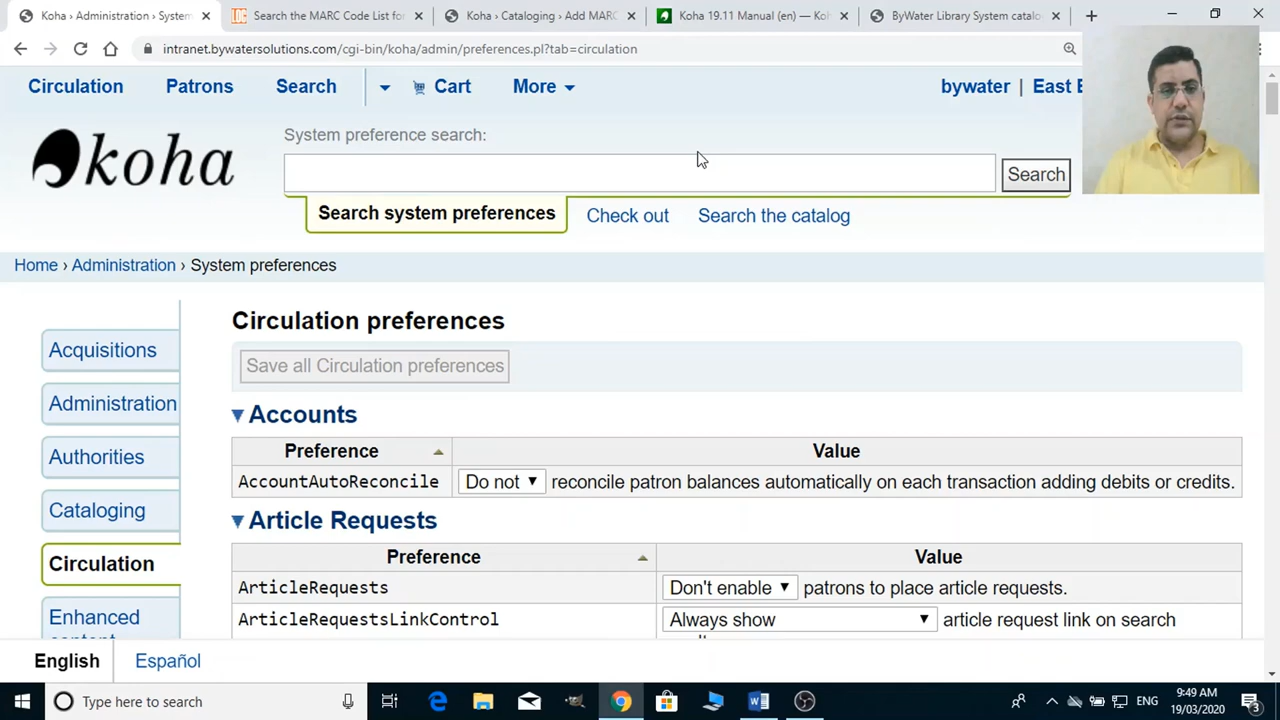 Koha › Administration › System
Search the MARC Code List for
Koha › Cataloging › Add MARC
Koha 19.11 Manual (en) — Koh
ByWater Library System catalo
intranet.bywatersolutions.com/cgi-bin/koha/admin/preferences.pl?tab=circulation
Circulation Patrons Search Cart More bywater | East
koha
System preference search:
Search
Search system preferences Check out Search the catalog
Home › Administration › System preferences
Acquisitions
Administration
Authorities
Cataloging
Circulation
Enhanced
Circulation preferences
Save all Circulation preferences
Accounts
Preference Value
AccountAutoReconcile Do not reconcile patron balances automatically on each transaction adding debits or credits.
Article Requests
Preference Value
ArticleRequests Don't enable patrons to place article requests.
ArticleRequestsLinkControl Always show article request link on search
English Español
Type here to search
ENG
9:49 AM
19/03/2020
3